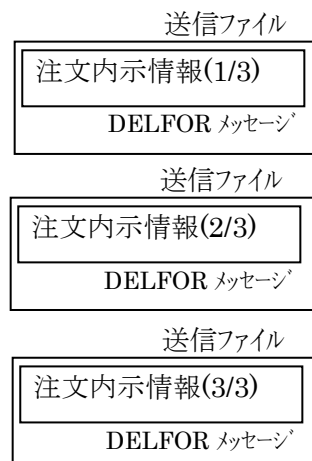 送信ファイル
注文内示情報(1/3)
DELFOR メッセージ
送信ファイル
注文内示情報(2/3)
DELFOR メッセージ
送信ファイル
注文内示情報(3/3)
DELFOR メッセージ